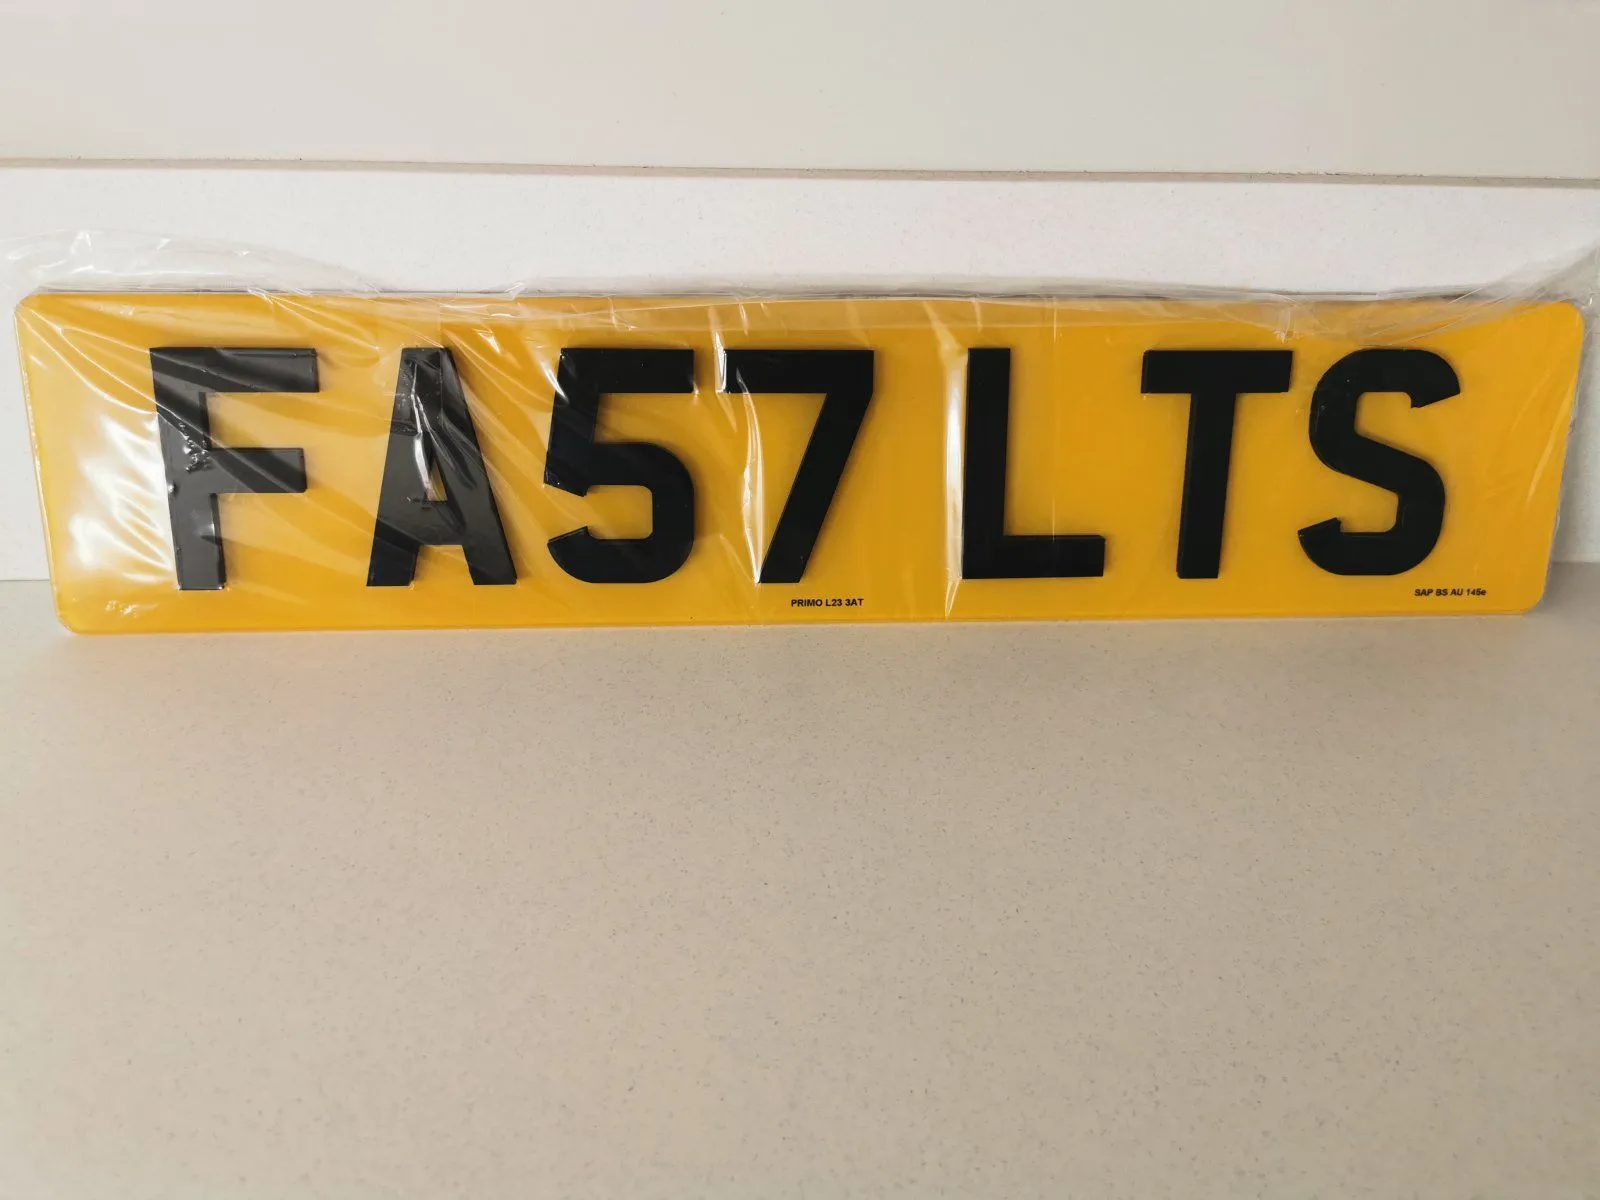 FA57 LTS
PRIMO L23 3AT
SAP BS AU 145e